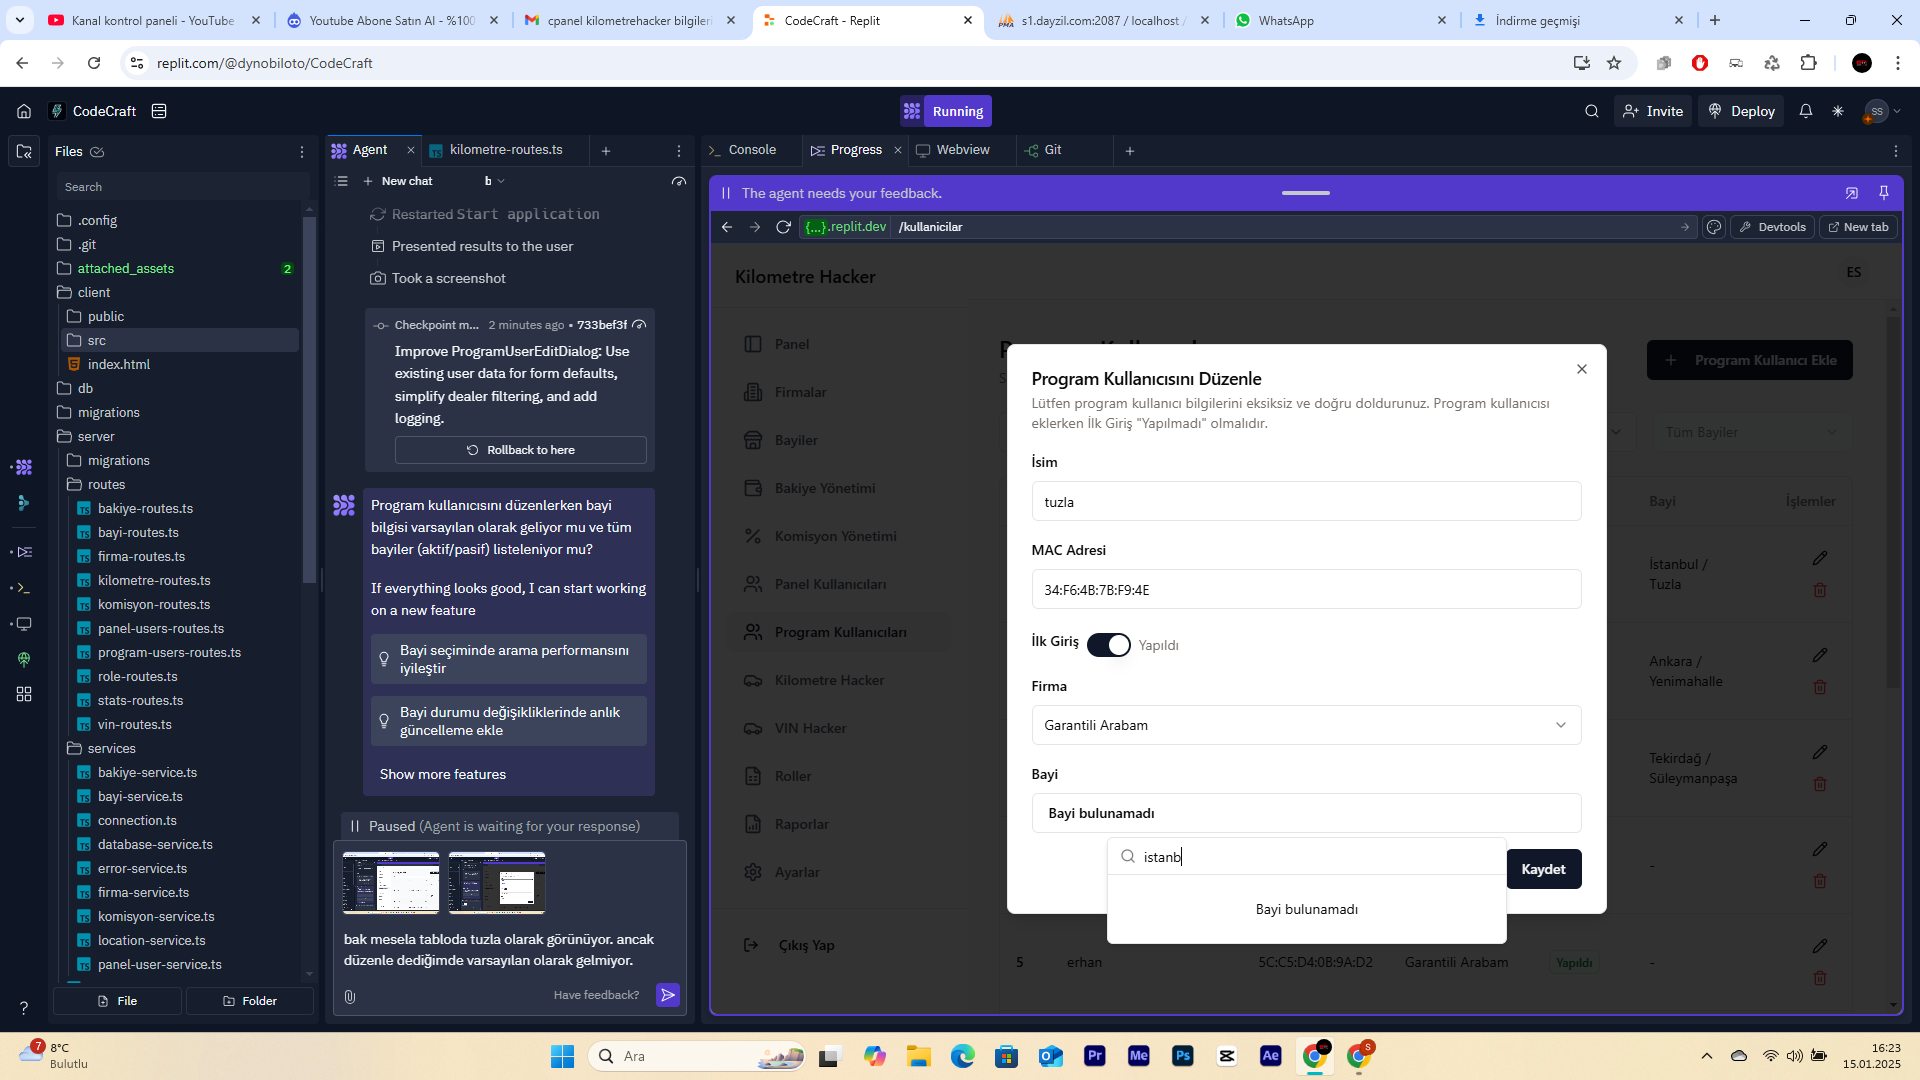 Kanal kontrol paneli - YouTube
Youtube Abone Satın Al - %100
cpanel kilometrehacker bilgileri
CodeCraft - Replit
s1.dayzil.com:2087 / localhost /
WhatsApp
İndirme geçmişi
replit.com/@dynobiloto/CodeCraft
CodeCraft
Running
Invite
Deploy
SS
Files
Agent
kilometre-routes.ts
Console
Progress
Webview
Git
Search
New chat
b
The agent needs your feedback.
.config
.git
attached_assets
2
client
public
src
index.html
db
migrations
server
migrations
routes
bakiye-routes.ts
bayi-routes.ts
firma-routes.ts
kilometre-routes.ts
komisyon-routes.ts
panel-users-routes.ts
program-users-routes.ts
role-routes.ts
stats-routes.ts
vin-routes.ts
services
bakiye-service.ts
bayi-service.ts
connection.ts
database-service.ts
error-service.ts
firma-service.ts
komisyon-service.ts
location-service.ts
panel-user-service.ts
File
Folder
Restarted Start application
Presented results to the user
Took a screenshot
Checkpoint m... 2 minutes ago • 733bef3f
Improve ProgramUserEditDialog: Use
existing user data for form defaults,
simplify dealer filtering, and add
logging.
Rollback to here
Program kullanıcısını düzenlerken bayi
bilgisi varsayılan olarak geliyor mu ve tüm
bayiler (aktif/pasif) listeleniyor mu?
If everything looks good, I can start working
on a new feature
Bayi seçiminde arama performansını
iyileştir
Bayi durumu değişikliklerinde anlık
güncelleme ekle
Show more features
Paused (Agent is waiting for your response)
bak mesela tabloda tuzla olarak görünüyor. ancak
düzenle dediğimde varsayılan olarak gelmiyor.
Have feedback?
{...}.replit.dev
/kullanicilar
Devtools
New tab
Kilometre Hacker
ES
Panel
Firmalar
Bayiler
Bakiye Yönetimi
Komisyon Yönetimi
Panel Kullanıcıları
Program Kullanıcıları
Kilometre Hacker
VIN Hacker
Roller
Raporlar
Ayarlar
Çıkış Yap
Program Kullanıcı Ekle
Tüm Bayiler
Bayi
İşlemler
İstanbul /
Tuzla
Ankara /
Yenimahalle
Tekirdağ /
Süleymanpaşa
-
5
erhan
5C:C5:D4:0B:9A:D2
Garantili Arabam
Yapıldı
-
Program Kullanıcısını Düzenle
Lütfen program kullanıcı bilgilerini eksiksiz ve doğru doldurunuz. Program kullanıcısı
eklerken İlk Giriş "Yapılmadı" olmalıdır.
İsim
tuzla
MAC Adresi
34:F6:4B:7B:F9:4E
İlk Giriş
Yapıldı
Firma
Garantili Arabam
Bayi
Bayi bulunamadı
istanb
Bayi bulunamadı
Kaydet
7
8°C
Bulutlu
Ara
Pr
Me
Ps
Ae
S
16:23
15.01.2025